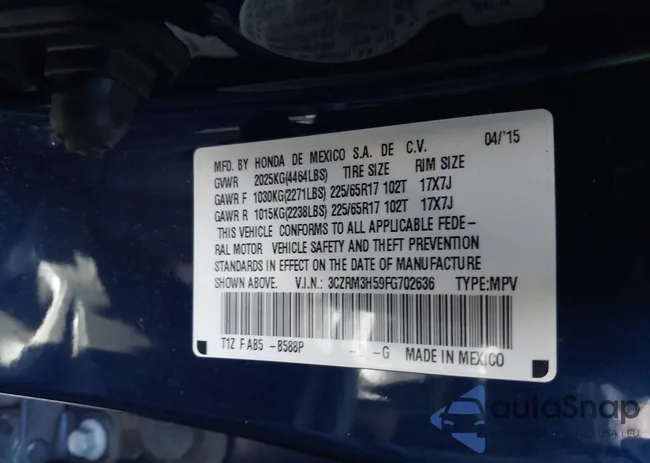 MFD. BY HONDA DE MEXICO S.A. DE C.V. 04/'15
GVWR 2025KG(4464LBS) TIRE SIZE RIM SIZE
GAWR F 1030KG(2271LBS) 225/65R17 102T 17X7J
GAWR R 1015KG(2238LBS) 225/65R17 102T 17X7J
THIS VEHICLE CONFORMS TO ALL APPLICABLE FEDE-
RAL MOTOR VEHICLE SAFETY AND THEFT PREVENTION
STANDARDS IN EFFECT ON THE DATE OF MANUFACTURE
SHOWN ABOVE. V.I.N.: 3CZRM3H59FG702636 TYPE:MPV
T1Z F AB5 -B588P - -G MADE IN MEXICO
autoSnap
USA | EU